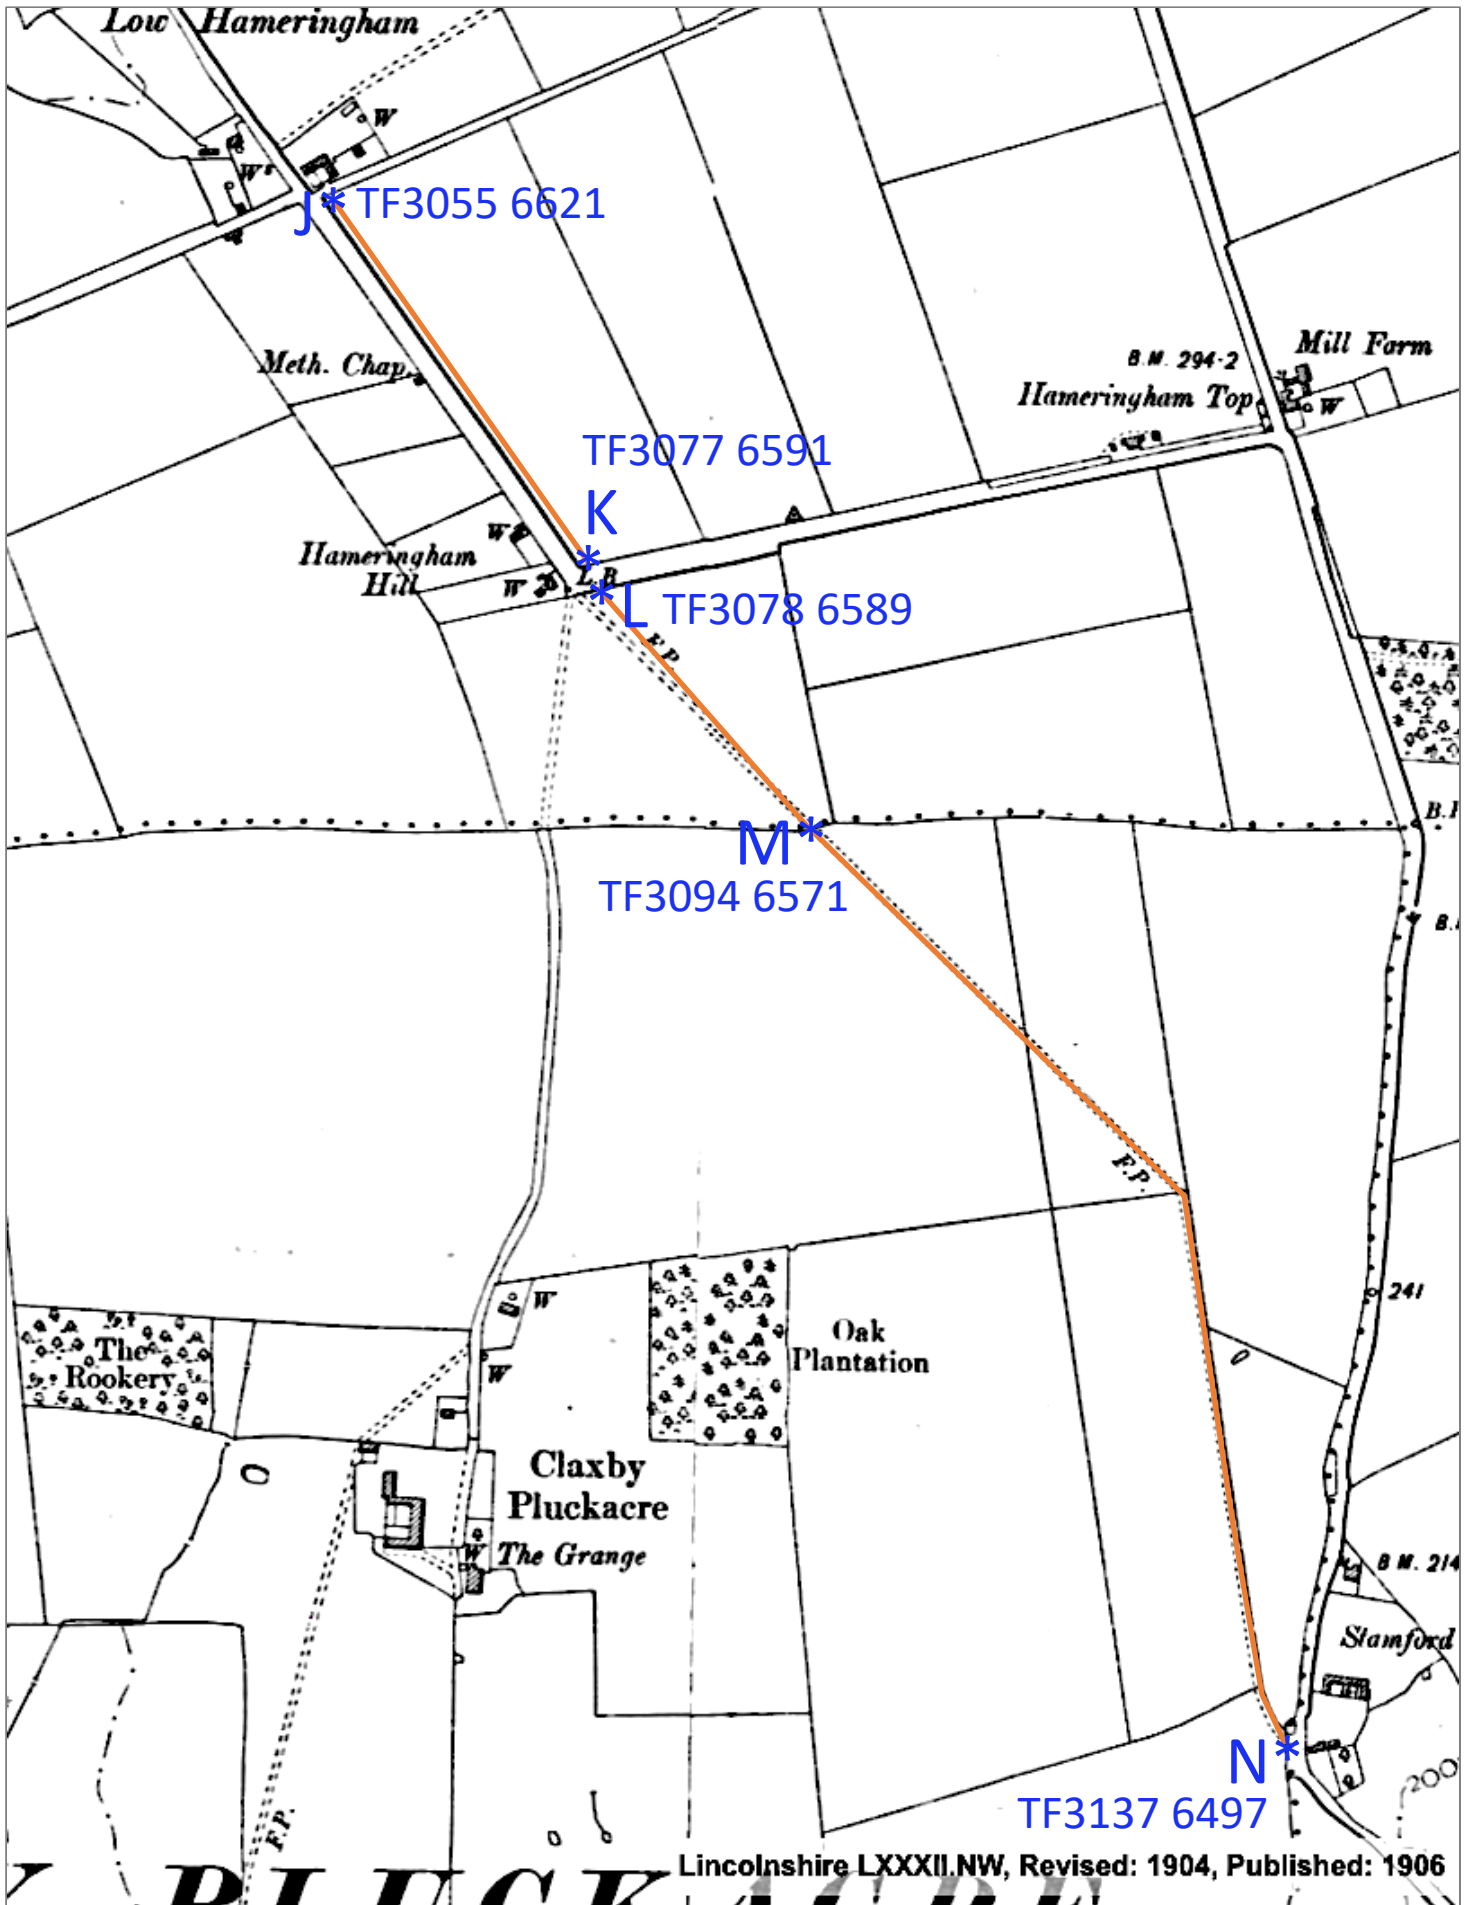 Low Hameringham
W
Wˢ
J* TF3055 6621
Meth. Chap.
B.M. 294·2
Mill Farm
Hameringham Top
W
TF3077 6591
K
*
W
Hameringham
Hill
W
L.B
*
L TF3078 6589
F.P.
M *
TF3094 6571
F.P.
241
W
W
The
Rookery
Oak
Plantation
Claxby
Pluckacre
W The Grange
B M. 214
Stamford
N *
TF3137 6497
200
F.P.
Lincolnshire LXXXII.NW, Revised: 1904, Published: 1906